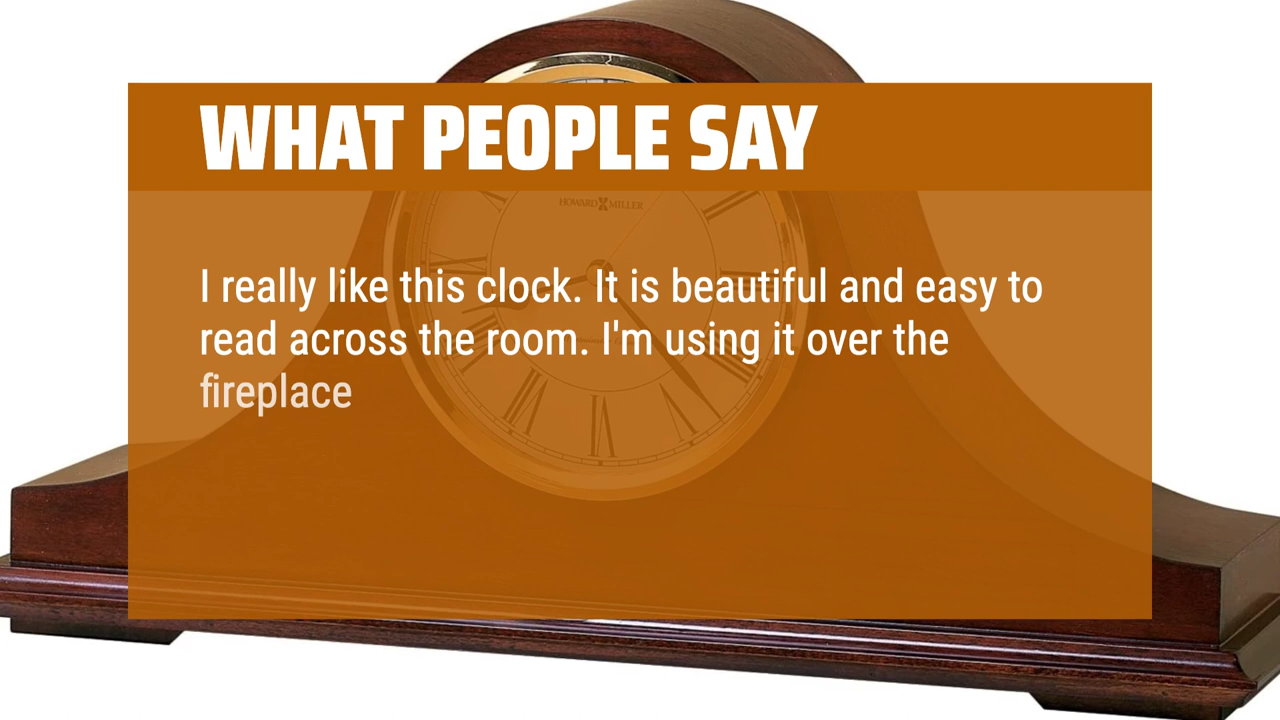 WHAT PEOPLE SAY
HOWARD MILLER
I really like this clock. It is beautiful and easy to
read across the room. I'm using it over the
fireplace